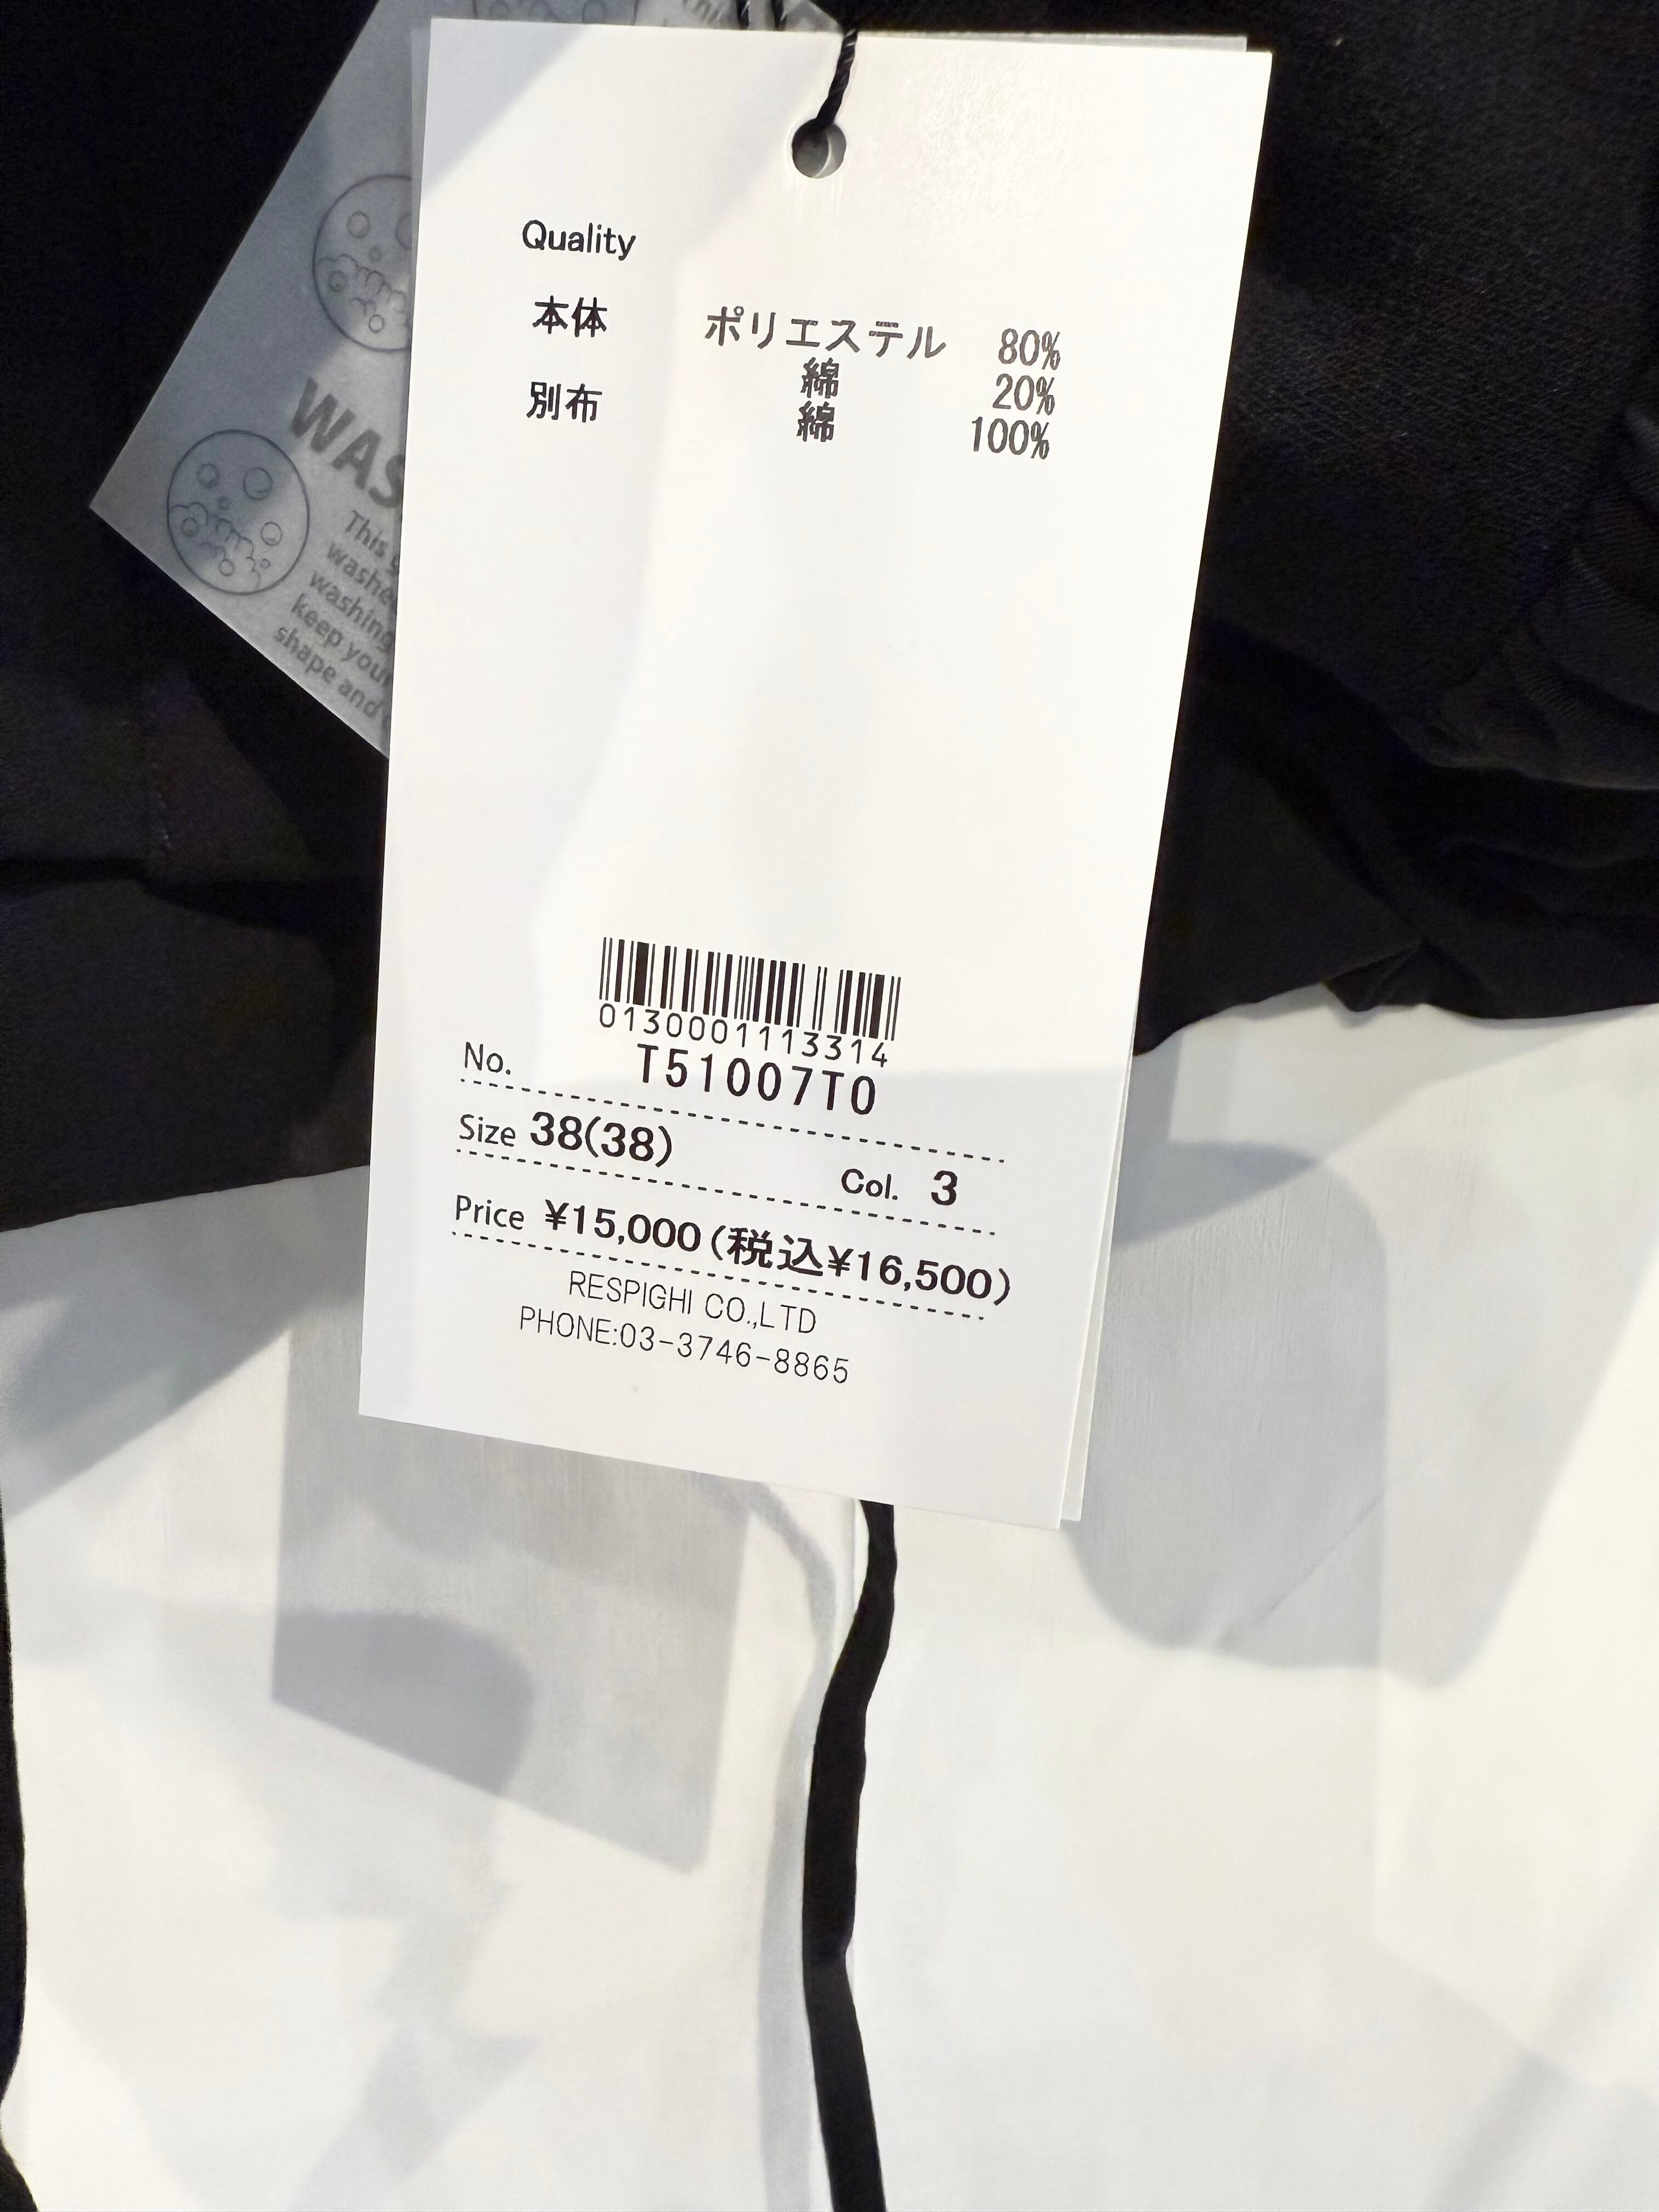 Quality
本体 ポリエステル 80%
綿 20%
別布 綿 100%
0130001113314
No. T51007T0
Size 38(38) Col. 3
Price ¥15,000(税込¥16,500)
RESPIGHI CO.,LTD
PHONE:03-3746-8865
This
washe
washing
keep your
shape and